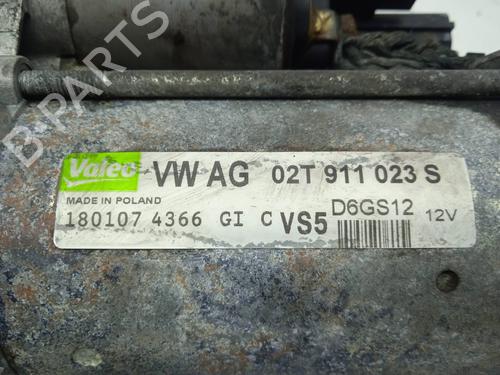 Valeo VW AG 02T 911 023 S
MADE IN POLAND
180107 4366 GI C VS5 D6GS12 12V
B-PARTS